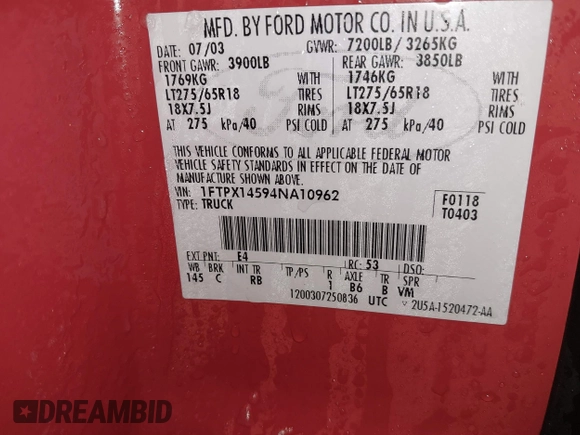 MFD. BY FORD MOTOR CO. IN U.S.A.
DATE: 07/03 GVWR: 7200LB/ 3265KG
FRONT GAWR: 3900LB REAR GAWR: 3850LB
1769KG WITH 1746KG WITH
LT275/65R18 TIRES LT275/65R18 TIRES
18X7.5J RIMS 18X7.5J RIMS
AT 275 kPa/40 PSI COLD AT 275 kPa/40 PSI COLD
THIS VEHICLE CONFORMS TO ALL APPLICABLE FEDERAL MOTOR
VEHICLE SAFETY STANDARDS IN EFFECT ON THE DATE OF
MANUFACTURE SHOWN ABOVE.
VIN: 1FTPX14594NA10962 F0118
TYPE: TRUCK T0403
EXT PNT: E4 RC: 53 DSO:
WB BRK INT TR TP/PS R AXLE TR SPR
145 C RB 1 B6 B VM
1200307250836 UTC
V 2U5A-1520472-AA
Ford
DREAMBID